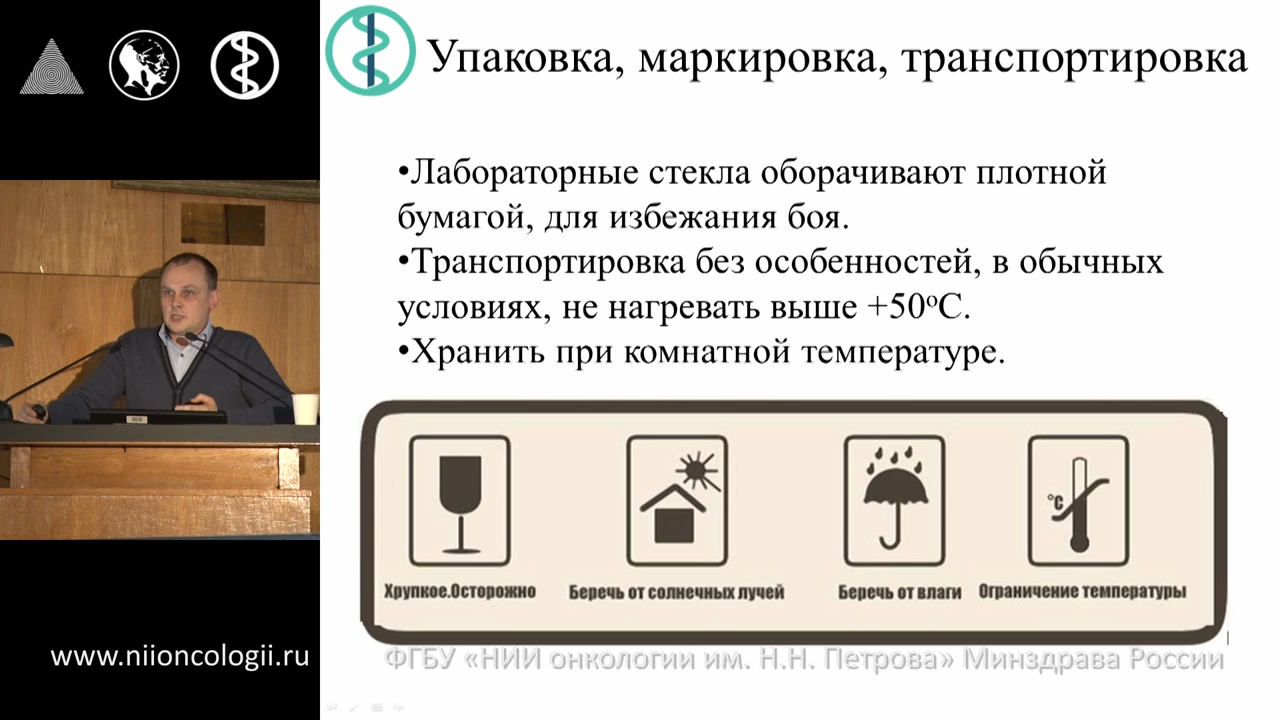 Упаковка, маркировка, транспортировка
•Лабораторные стекла оборачивают плотной
бумагой, для избежания боя.
•Транспортировка без особенностей, в обычных
условиях, не нагревать выше +50ºС.
•Хранить при комнатной температуре.
°C
Хрупкое.Осторожно
Беречь от солнечных лучей
Беречь от влаги
Ограничение температуры
www.niioncologii.ru
ФГБУ «НИИ онкологии им. Н.Н. Петрова» Минздрава России